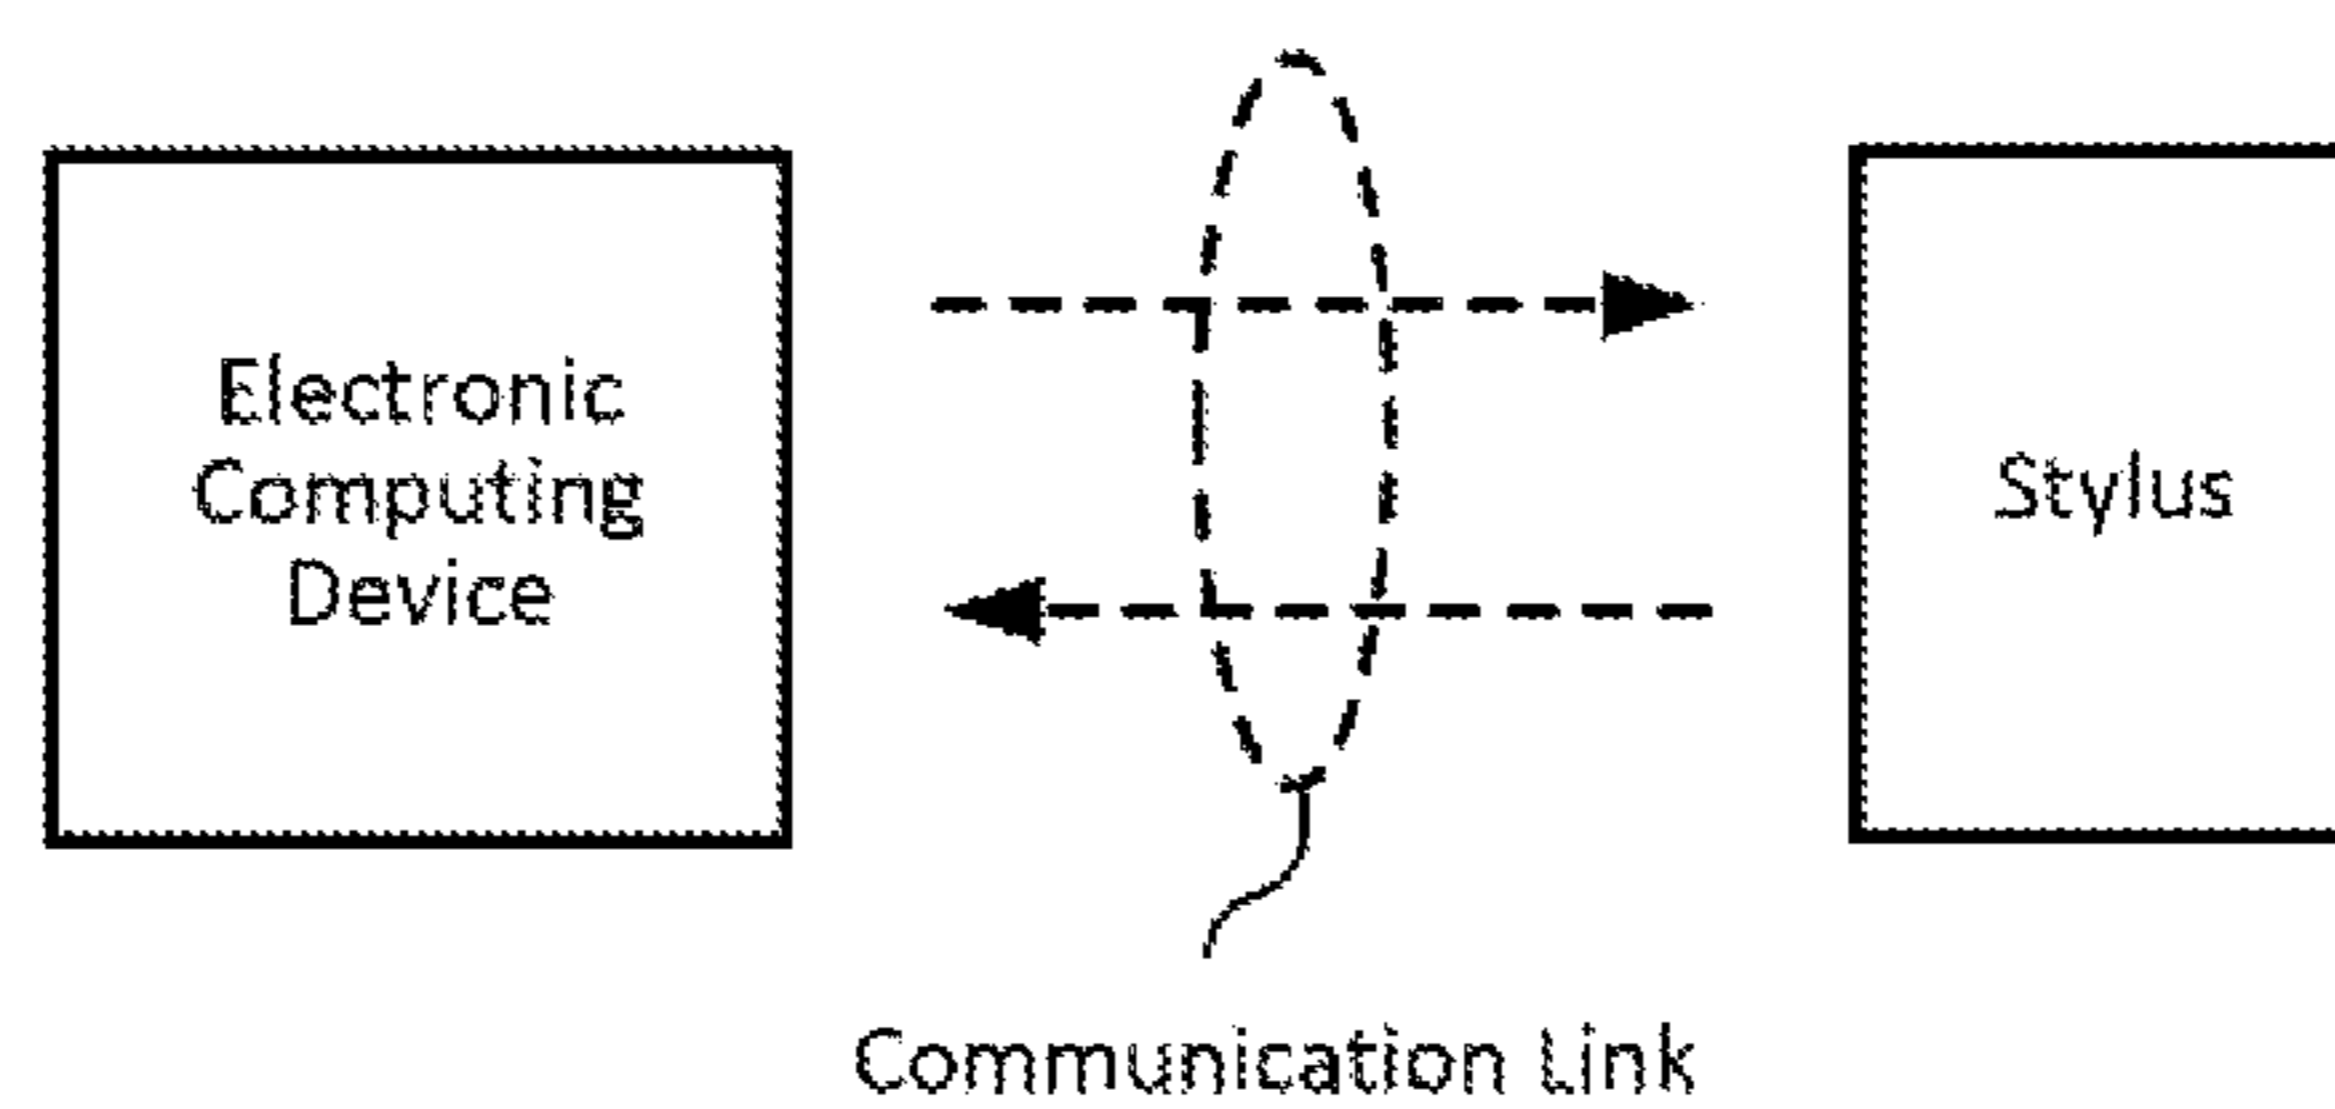 Electronic
Computing
Device
Stylus
Communication Link